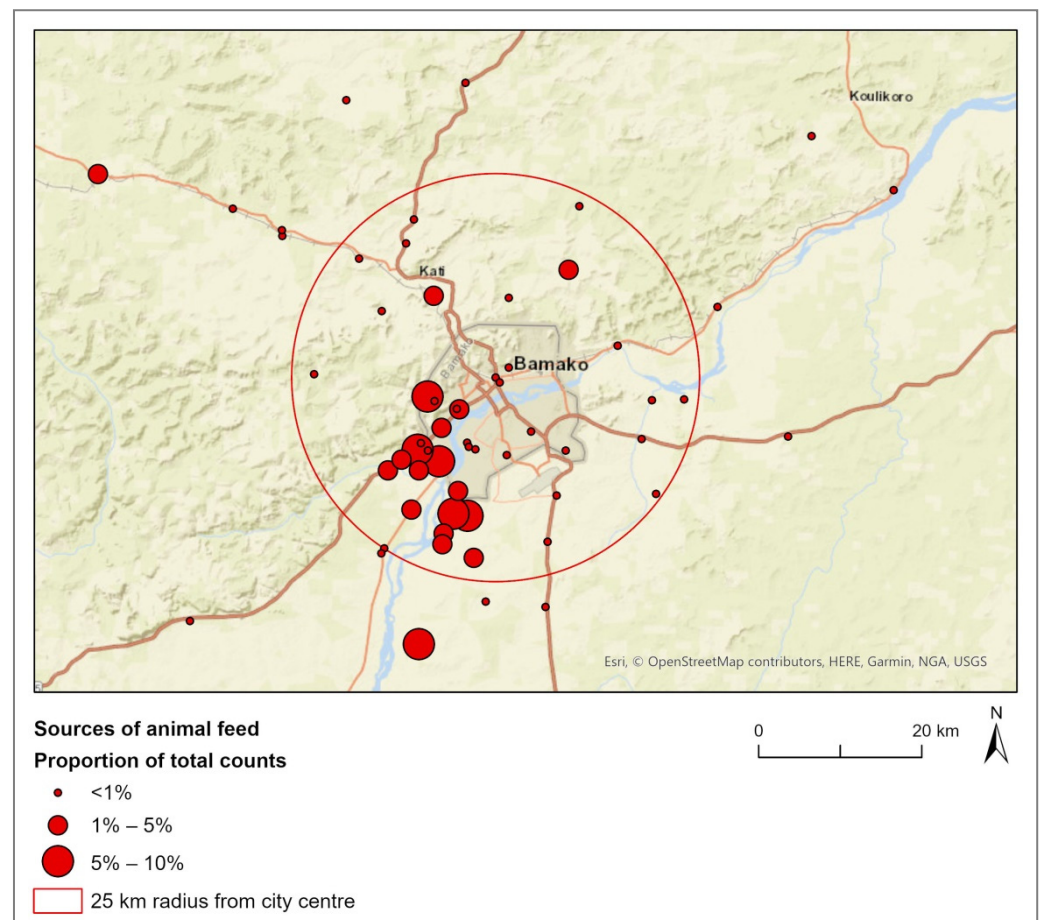 Koulikoro
Kati
Bamako
Bamako
Esri, © OpenStreetMap contributors, HERE, Garmin, NGA, USGS
Sources of animal feed
Proportion of total counts
<1%
1% – 5%
5% – 10%
25 km radius from city centre
0 20 km
N